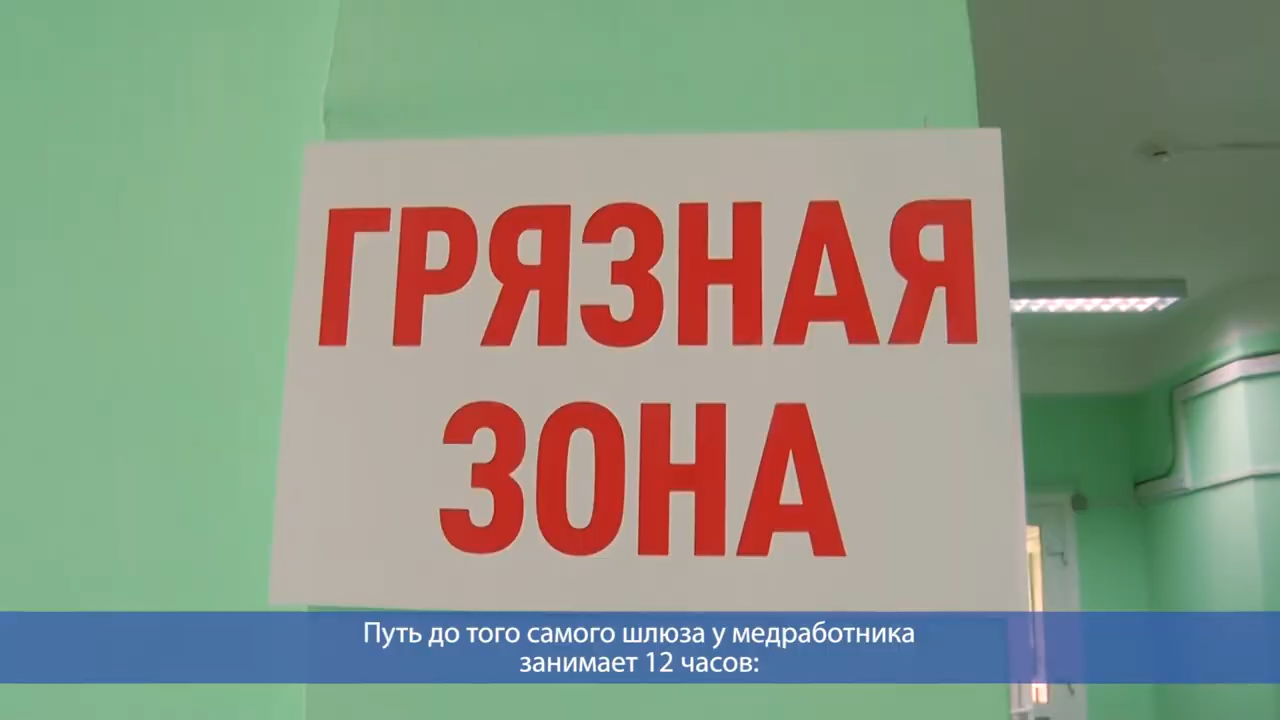 ГРЯЗНАЯ
ЗОНА
Путь до того самого шлюза у медработника
занимает 12 часов: